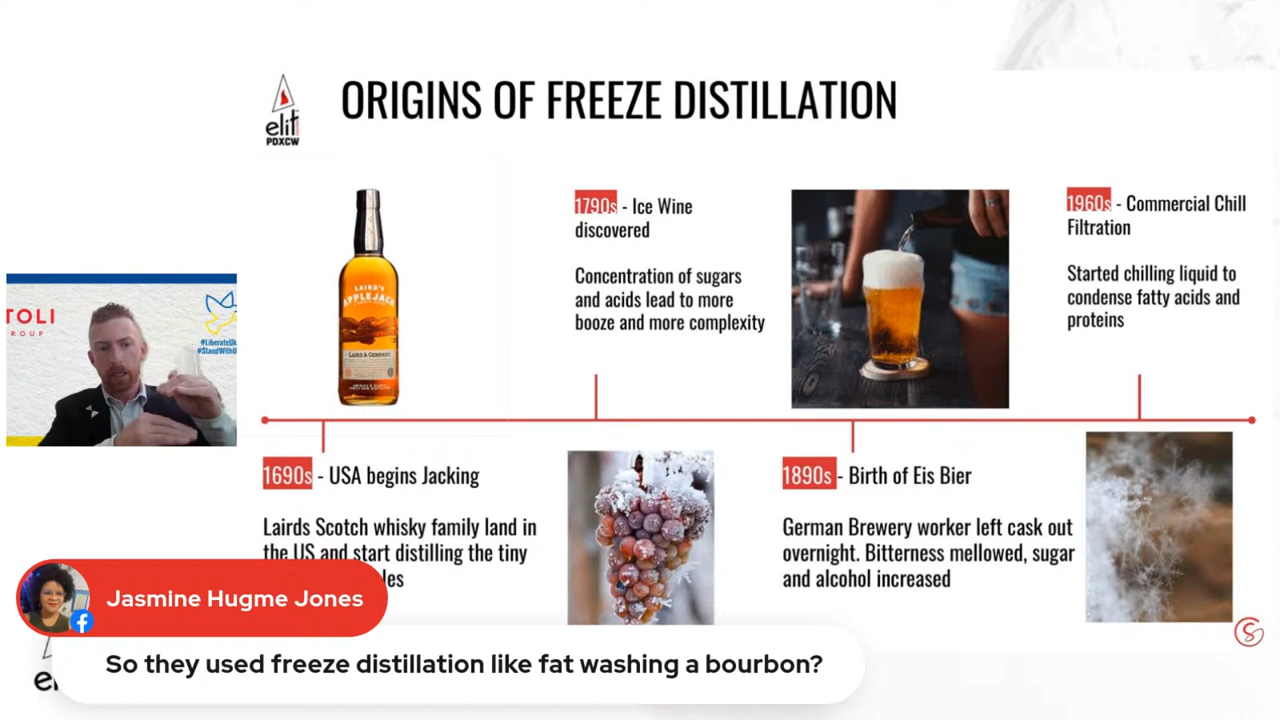 ORIGINS OF FREEZE DISTILLATION
elit
PDXCW
LAIRD'S
APPLEJACK
LAIRD & COMPANY
1790s - Ice Wine
discovered
Concentration of sugars
and acids lead to more
booze and more complexity
1960s - Commercial Chill
Filtration
Started chilling liquid to
condense fatty acids and
proteins
TOLI
ROUP
1690s - USA begins Jacking
Lairds Scotch whisky family land in
the US and start distilling the tiny
les
1890s - Birth of Eis Bier
German Brewery worker left cask out
overnight. Bitterness mellowed, sugar
and alcohol increased
Jasmine Hugme Jones
So they used freeze distillation like fat washing a bourbon?